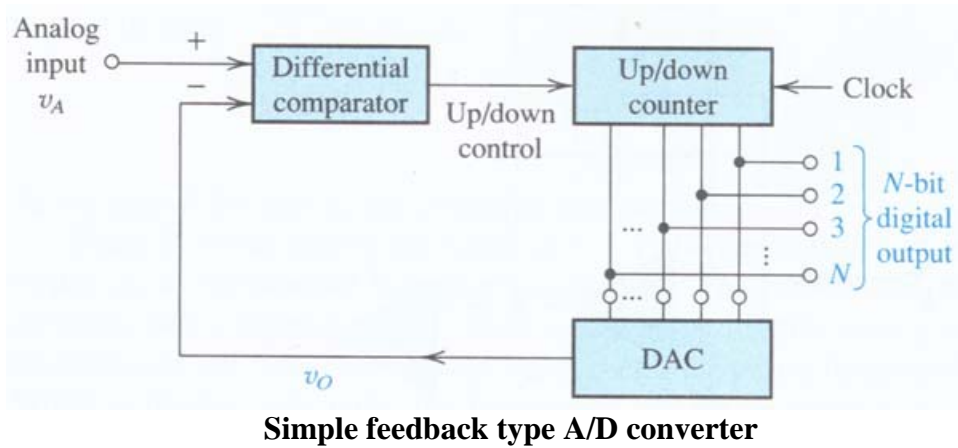 Analog
input
v_A
+
−
Differential
comparator
Up/down
control
Up/down
counter
Clock
1
2
3
...
⋮
N
N-bit
digital
output
...
DAC
v_O
Simple feedback type A/D converter